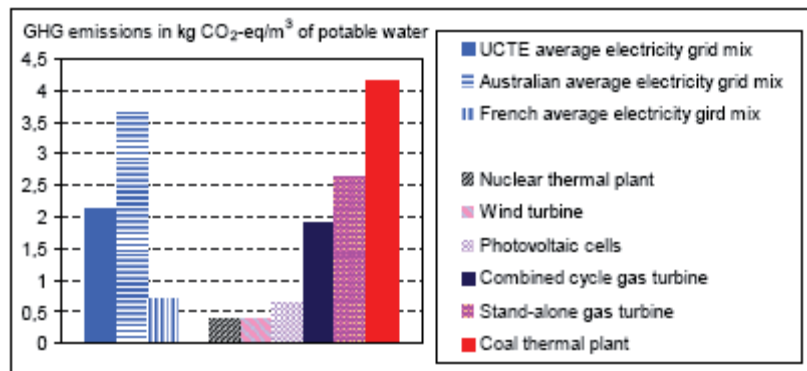 GHG emissions in kg CO₂-eq/m³ of potable water
4,5
4
3,5
3
2,5
2
1,5
1
0,5
0
UCTE average electricity grid mix
Australian average electricity grid mix
French average electricity gird mix
Nuclear thermal plant
Wind turbine
Photovoltaic cells
Combined cycle gas turbine
Stand-alone gas turbine
Coal thermal plant